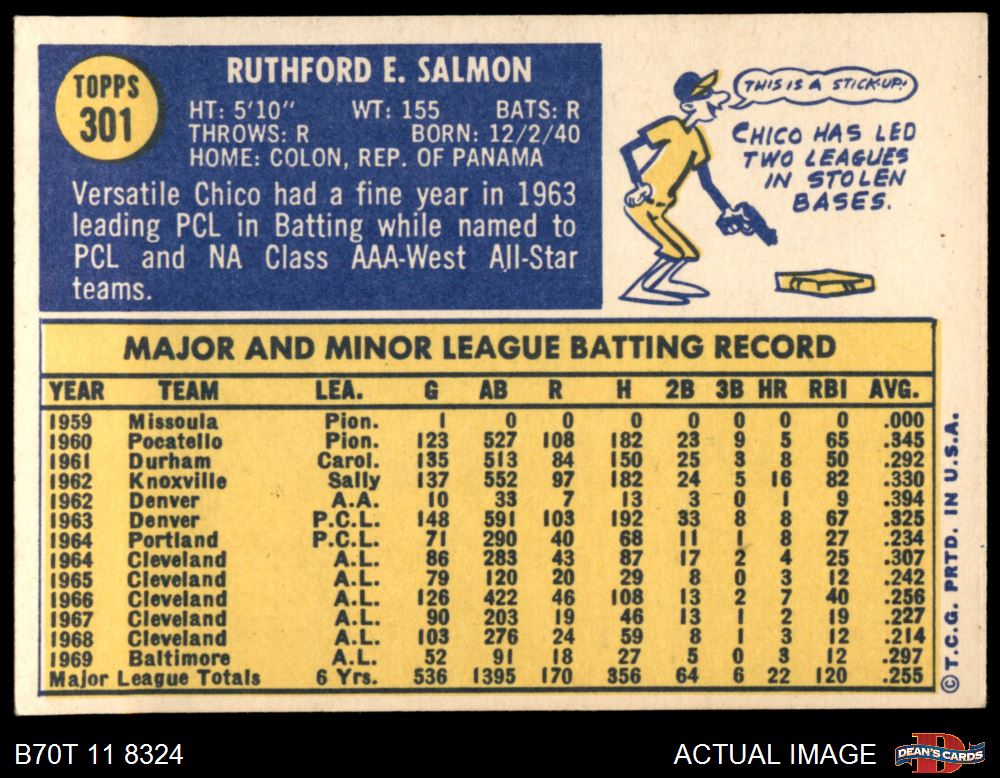 TOPPS
301
RUTHFORD E. SALMON
HT: 5'10" WT: 155 BATS: R
THROWS: R BORN: 12/2/40
HOME: COLON, REP. OF PANAMA
Versatile Chico had a fine year in 1963
leading PCL in Batting while named to
PCL and NA Class AAA-West All-Star
teams.
THIS IS A STICK-UP!
CHICO HAS LED
TWO LEAGUES
IN STOLEN
BASES.
MAJOR AND MINOR LEAGUE BATTING RECORD
YEAR TEAM LEA. G AB R H 2B 3B HR RBI AVG.
1959 Missoula Pion. 1 0 0 0 0 0 0 0 .000
1960 Pocatello Pion. 123 527 108 182 23 9 5 65 .345
1961 Durham Carol. 135 513 84 150 25 3 8 50 .292
1962 Knoxville Sally 137 552 97 182 24 5 16 82 .330
1962 Denver A.A. 10 33 7 13 3 0 1 9 .394
1963 Denver P.C.L. 148 591 103 192 33 8 8 67 .325
1964 Portland P.C.L. 71 290 40 68 11 1 8 27 .234
1964 Cleveland A.L. 86 283 43 87 17 2 4 25 .307
1965 Cleveland A.L. 79 120 20 29 8 0 3 12 .242
1966 Cleveland A.L. 126 422 46 108 13 2 7 40 .256
1967 Cleveland A.L. 90 203 19 46 13 1 2 19 .227
1968 Cleveland A.L. 103 276 24 59 8 1 3 12 .214
1969 Baltimore A.L. 52 91 18 27 5 0 3 12 .297
Major League Totals 6 Yrs. 536 1395 170 356 64 6 22 120 .255
© T.C.G. PRTD. IN U.S.A.
B70T 11 8324
ACTUAL IMAGE
D
DEAN'S CARDS